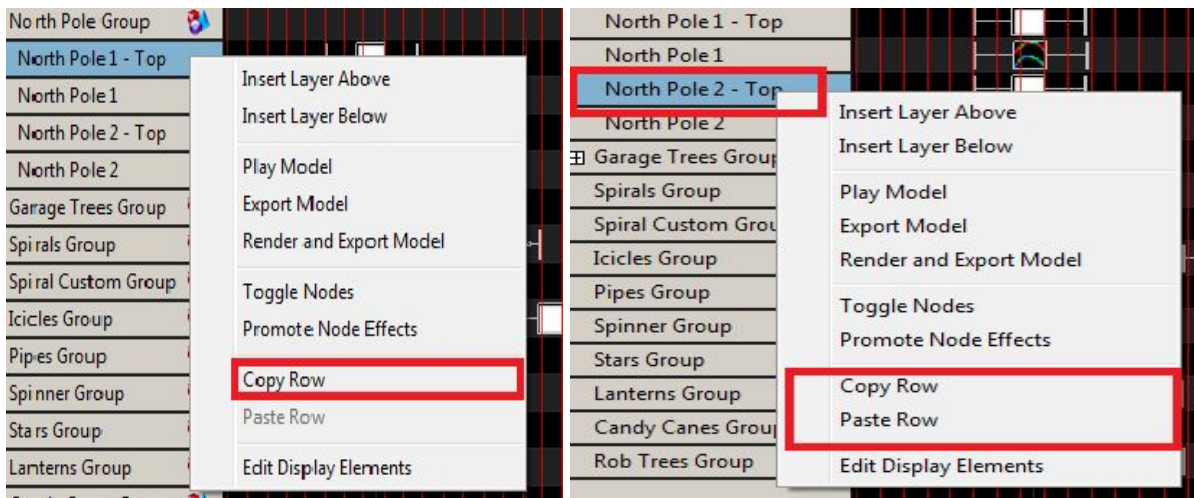 North Pole Group
North Pole 1 - Top
North Pole 1
North Pole 2 - Top
North Pole 2
Garage Trees Group
Spirals Group
Spiral Custom Group
Icicles Group
Pipes Group
Spinner Group
Stars Group
Lanterns Group
Insert Layer Above
Insert Layer Below
Play Model
Export Model
Render and Export Model
Toggle Nodes
Promote Node Effects
Copy Row
Paste Row
Edit Display Elements
North Pole 1 - Top
North Pole 1
North Pole 2 - Top
North Pole 2
Garage Trees Group
Spirals Group
Spiral Custom Grou
Icicles Group
Pipes Group
Spinner Group
Stars Group
Lanterns Group
Candy Canes Group
Rob Trees Group
Insert Layer Above
Insert Layer Below
Play Model
Export Model
Render and Export Model
Toggle Nodes
Promote Node Effects
Copy Row
Paste Row
Edit Display Elements